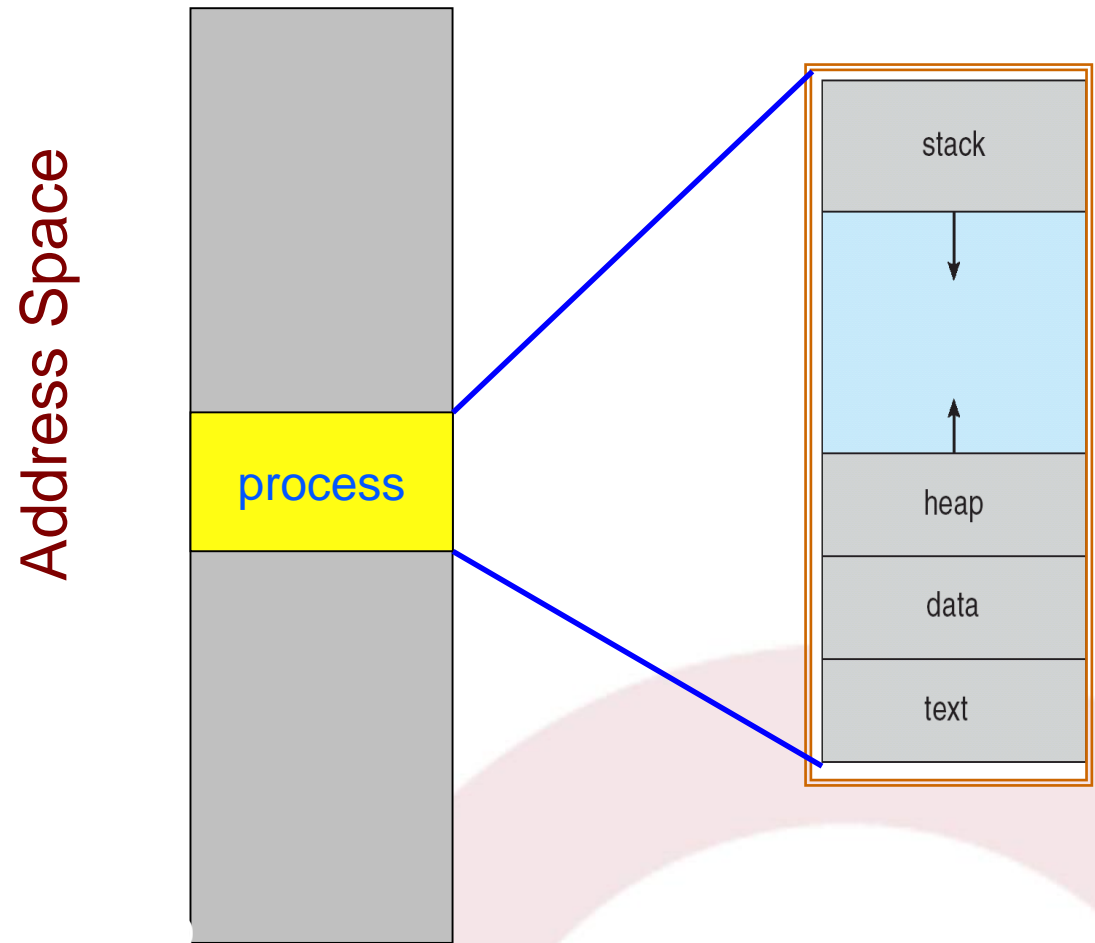 Address Space
process
stack
heap
data
text